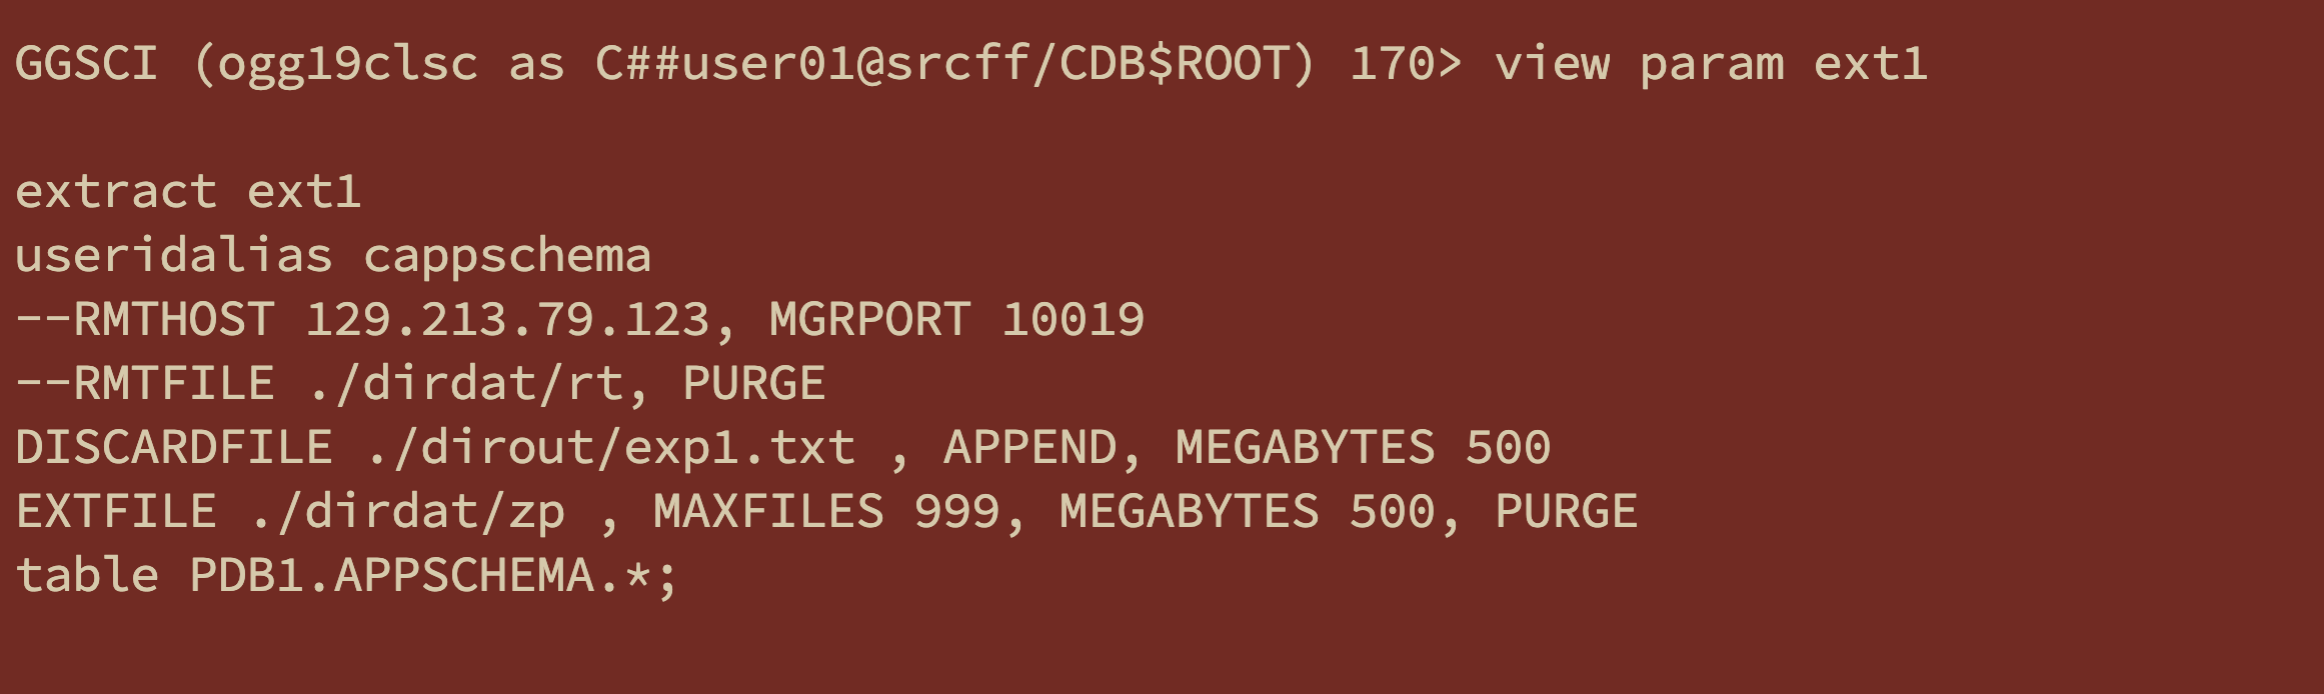 GGSCI (ogg19clsc as C##user01@srcff/CDB$ROOT) 170> view param ext1
extract ext1
useridalias cappschema
--RMTHOST 129.213.79.123, MGRPORT 10019
--RMTFILE ./dirdat/rt, PURGE
DISCARDFILE ./dirout/exp1.txt , APPEND, MEGABYTES 500
EXTFILE ./dirdat/zp , MAXFILES 999, MEGABYTES 500, PURGE
table PDB1.APPSCHEMA.*;